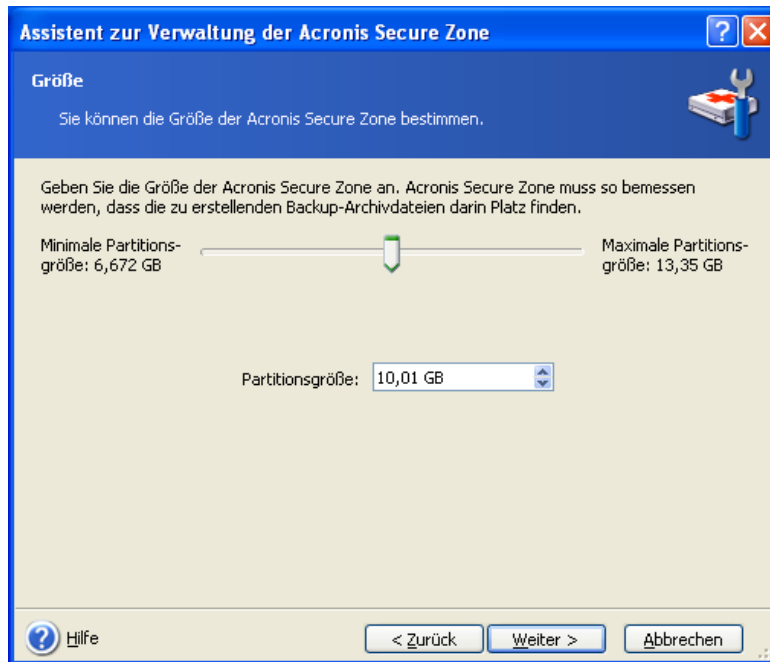 Assistent zur Verwaltung der Acronis Secure Zone
Größe
Sie können die Größe der Acronis Secure Zone bestimmen.
Geben Sie die Größe der Acronis Secure Zone an. Acronis Secure Zone muss so bemessen
werden, dass die zu erstellenden Backup-Archivdateien darin Platz finden.
Minimale Partitions-
größe: 6,672 GB
Maximale Partitions-
größe: 13,35 GB
Partitionsgröße: 10,01 GB
Hilfe
< Zurück
Weiter >
Abbrechen